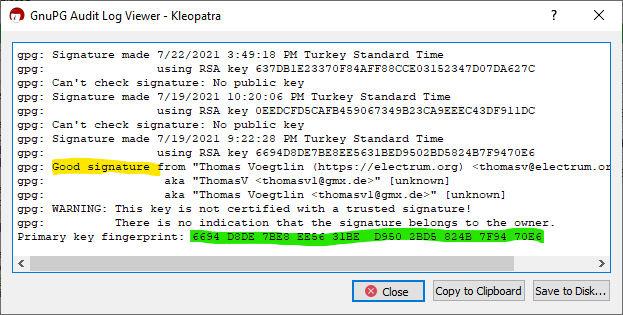 GnuPG Audit Log Viewer - Kleopatra
gpg: Signature made 7/22/2021 3:49:18 PM Turkey Standard Time
gpg: using RSA key 637DB1E23370F84AFF88CCE03152347D07DA627C
gpg: Can't check signature: No public key
gpg: Signature made 7/19/2021 10:20:06 PM Turkey Standard Time
gpg: using RSA key 0EEDCFD5CAFB459067349B23CA9EEEC43DF911DC
gpg: Can't check signature: No public key
gpg: Signature made 7/19/2021 9:22:28 PM Turkey Standard Time
gpg: using RSA key 6694D8DE7BE8EE5631BED9502BD5824B7F9470E6
gpg: Good signature from "Thomas Voegtlin (https://electrum.org) <thomasv@electrum.or
gpg: aka "ThomasV <thomasv1@gmx.de>" [unknown]
gpg: aka "Thomas Voegtlin <thomasv1@gmx.de>" [unknown]
gpg: WARNING: This key is not certified with a trusted signature!
gpg: There is no indication that the signature belongs to the owner.
Primary key fingerprint: 6694 D8DE 7BE8 EE56 31BE D950 2BD5 824B 7F94 70E6
Close Copy to Clipboard Save to Disk...